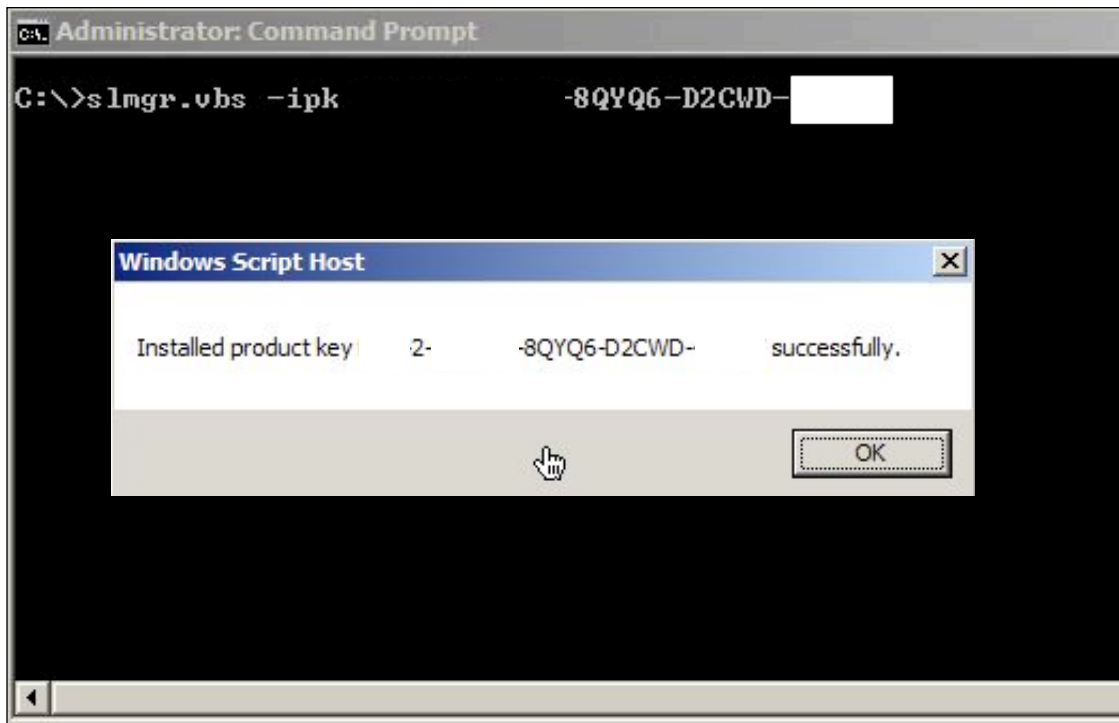 Administrator: Command Prompt
C:\>slmgr.vbs -ipk -8QYQ6-D2CWD-
Windows Script Host
Installed product key 2- -8QYQ6-D2CWD- successfully.
OK